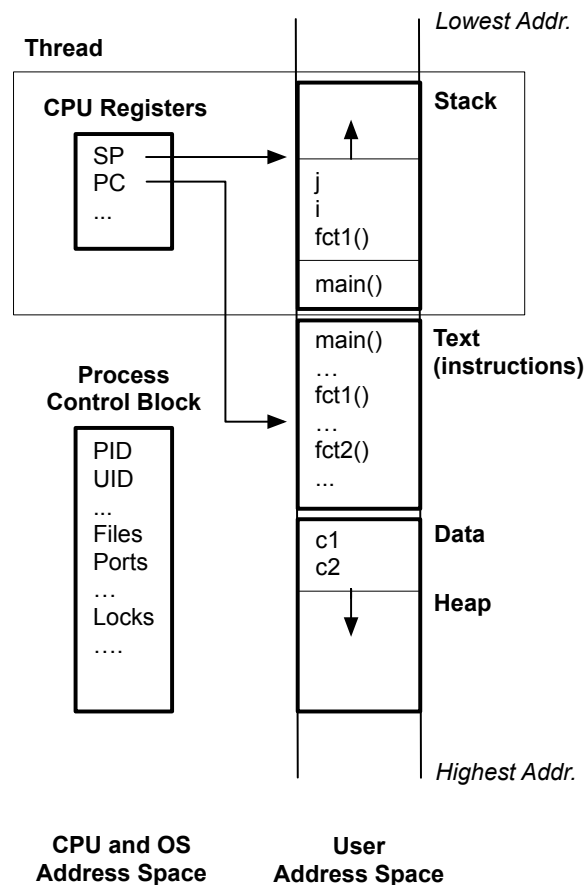 Lowest Addr.
Thread
CPU Registers
SP
PC
...
Stack
j
i
fct1()
main()
Text
(instructions)
main()
…
fct1()
…
fct2()
...
Process
Control Block
PID
UID
...
Files
Ports
…
Locks
….
Data
c1
c2
Heap
Highest Addr.
CPU and OS
Address Space
User
Address Space